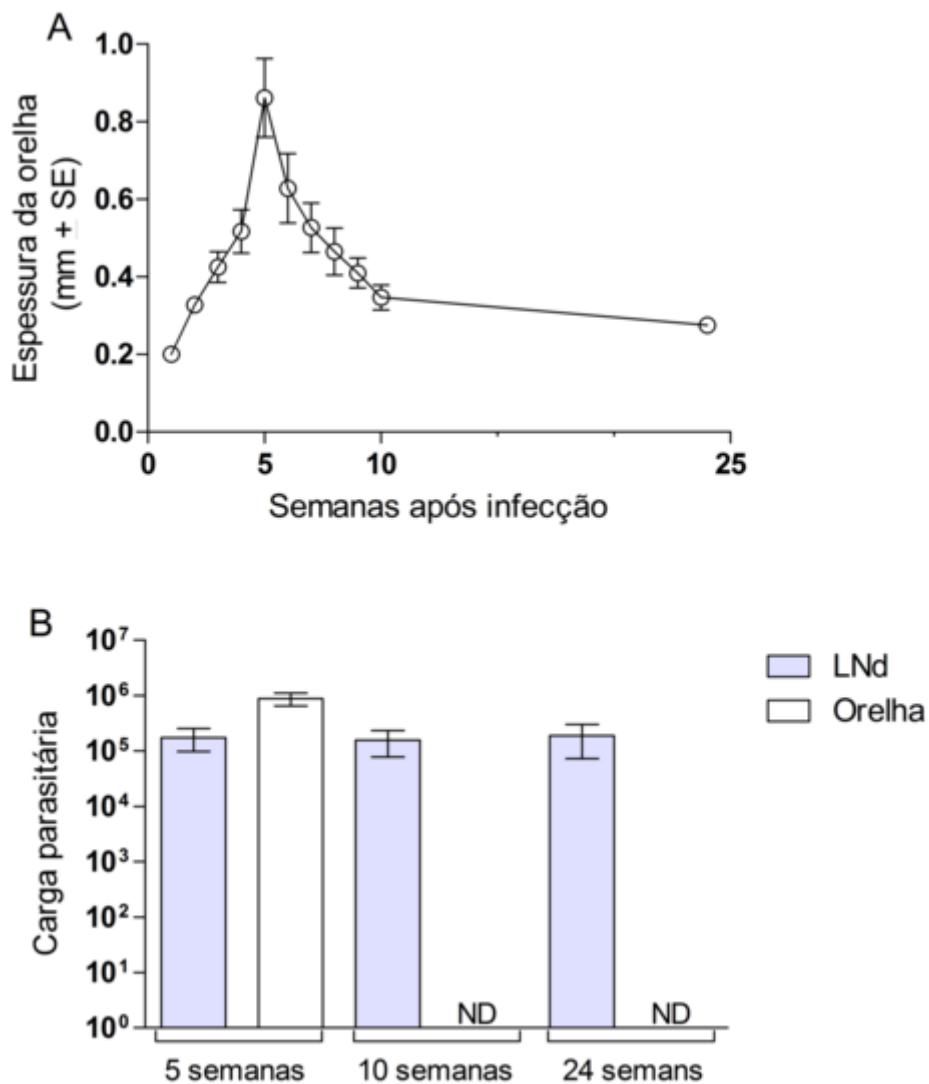 A
1.0
0.8
0.6
0.4
0.2
0.0
Espessura da orelha
(mm ± SE)
0 5 10 25
Semanas após infecção
B
10⁷
10⁶
10⁵
10⁴
10³
10²
10¹
10⁰
Carga parasitária
ND ND
5 semanas 10 semanas 24 semans
LNd
Orelha